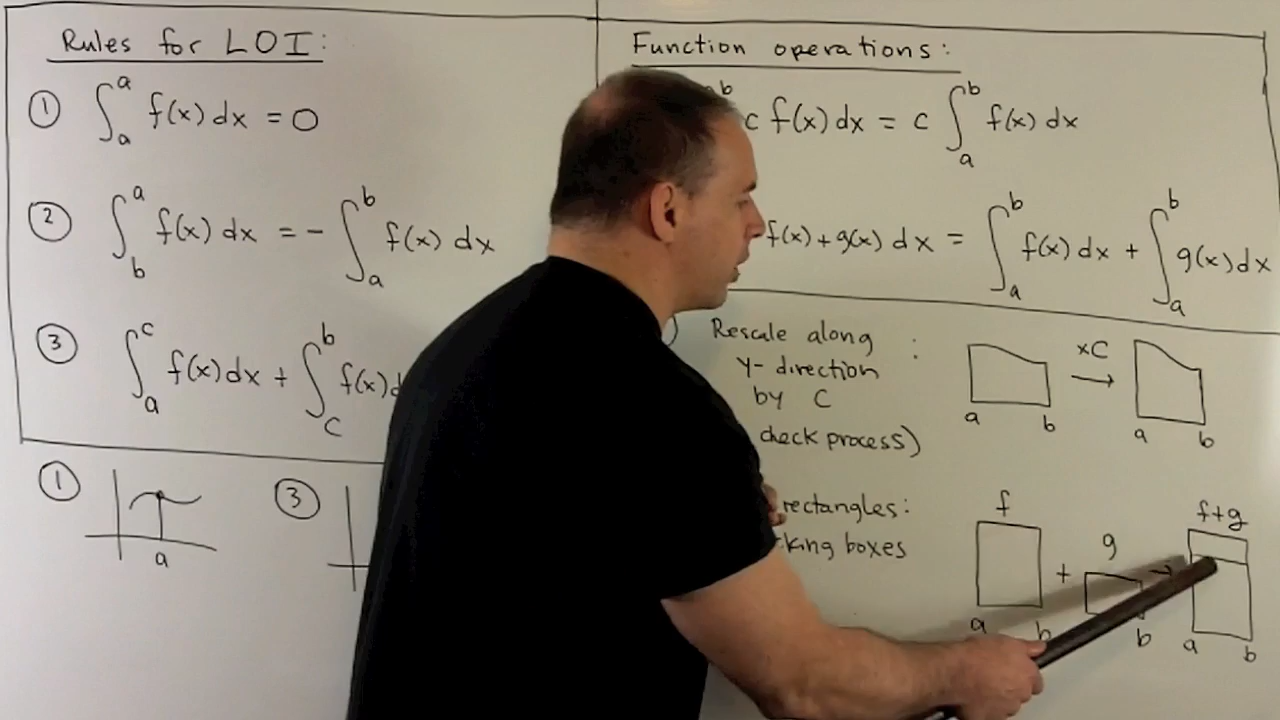 Rules for LOI:
① ∫_a^a f(x) dx = 0
② ∫_b^a f(x) dx = - ∫_a^b f(x) dx
③ ∫_a^c f(x) dx + ∫_c^b f(x)
① a
③
Function operations:
b c f(x) dx = c ∫_a^b f(x) dx
f(x) + g(x) dx = ∫_a^b f(x) dx + ∫_a^b g(x) dx
Rescale along :
y-direction
by C
check process)
a b xC → a b
rectangles:
boxes
f g f+g
+ →
a b b a b